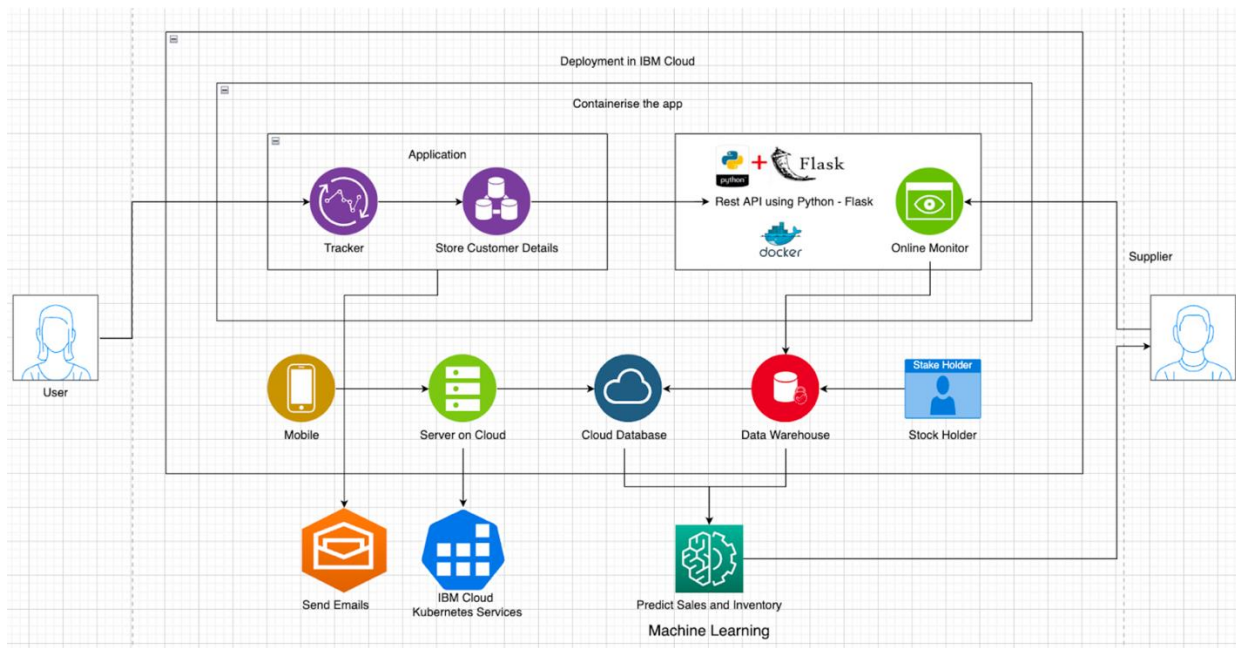 Deployment in IBM Cloud
Containerise the app
Application
python
+
Flask
Rest API using Python - Flask
docker
Tracker
Store Customer Details
Online Monitor
Supplier
User
Stake Holder
Mobile
Server on Cloud
Cloud Database
Data Warehouse
Stock Holder
Send Emails
IBM Cloud
Kubernetes Services
Predict Sales and Inventory
Machine Learning